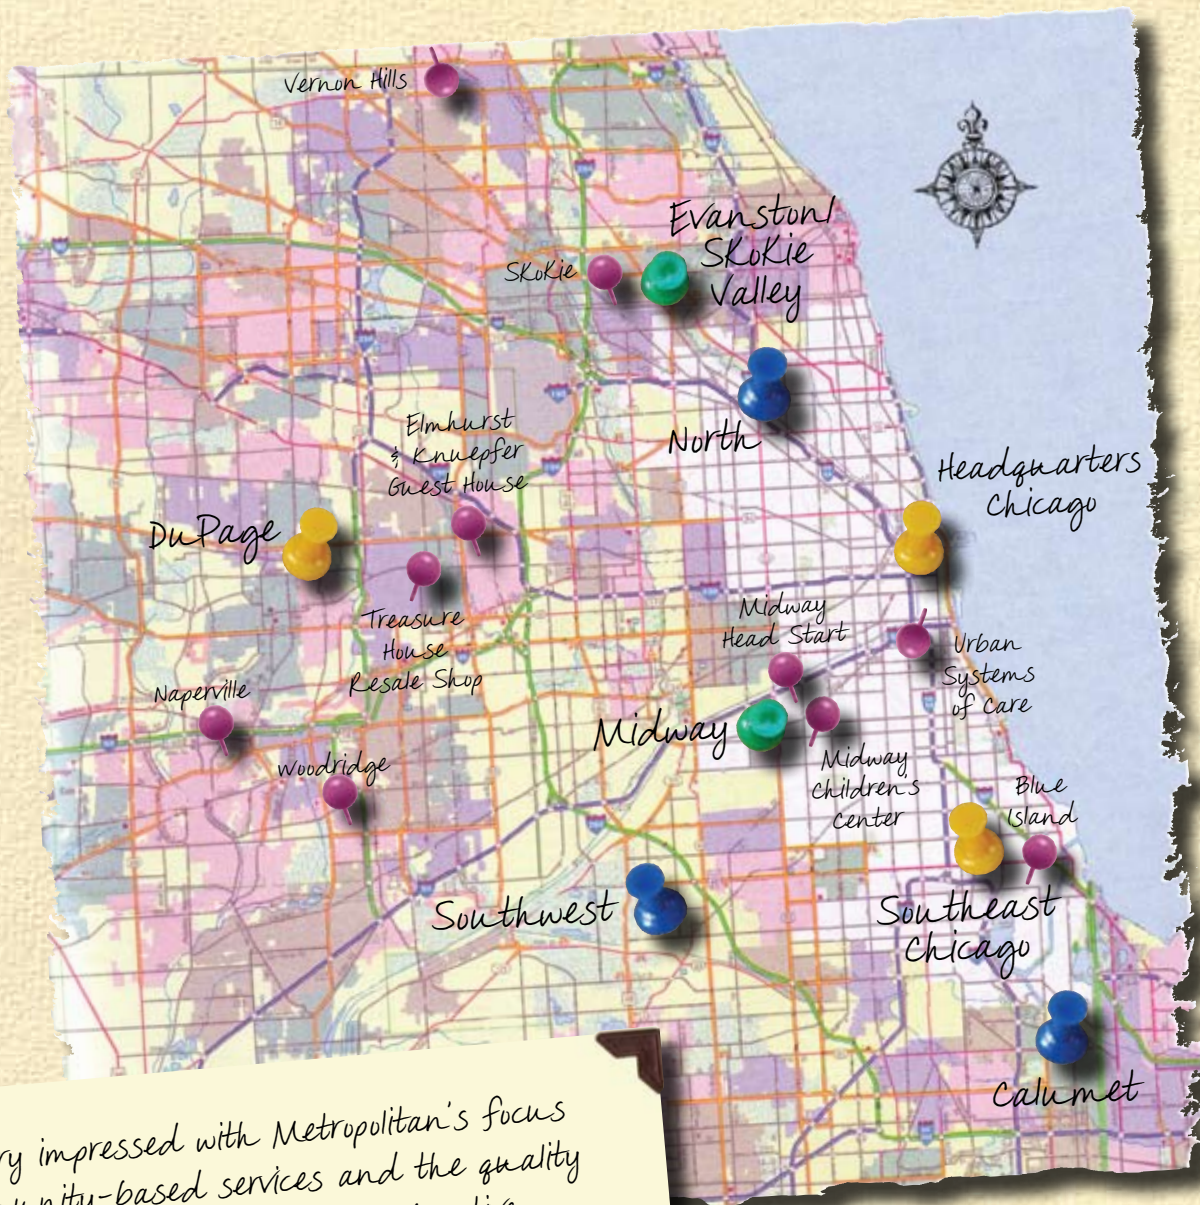 Vernon Hills
Evanston/
Skokie
Valley
Skokie
North
Elmhurst
& Knuepfer
Guest House
Headquarters
Chicago
DuPage
Treasure
House
Resale Shop
Midway
Head Start
Urban
Systems
of Care
Naperville
Midway
Woodridge
Midway
Children's
Center
Blue
Island
Southwest
Southeast
Chicago
Calumet
impressed with Metropolitan's focus
-based services and the quality